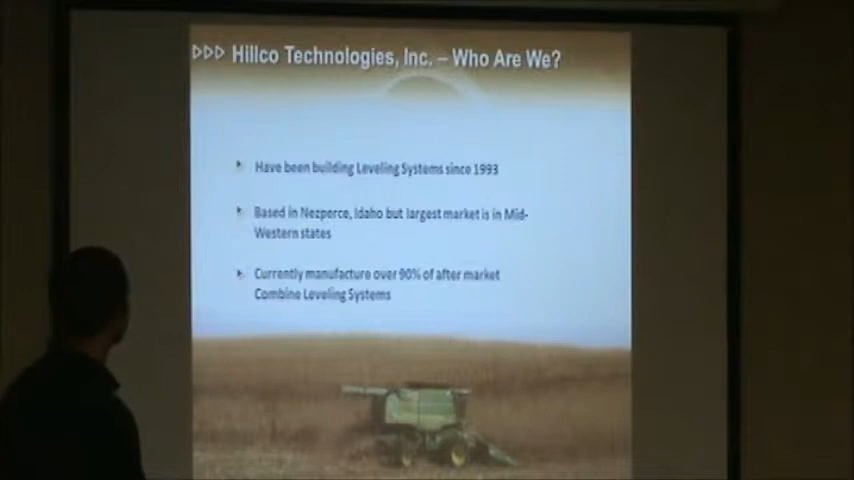 Hillco Technologies, Inc. – Who Are We?
Have been building Leveling Systems since 1993
Based in Nezperce, Idaho but largest market is in Mid-
Western states
Currently manufacture over 90% of after market
Combine Leveling Systems